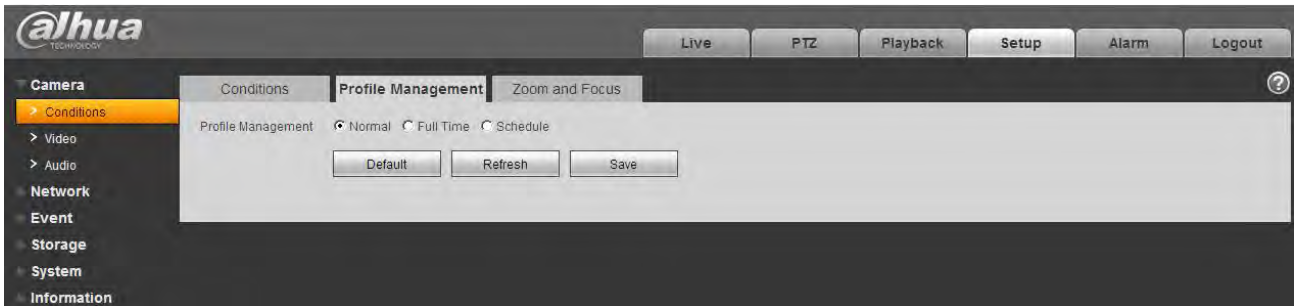 alhua
TECHNOLOGY
Live PTZ Playback Setup Alarm Logout
Camera
> Conditions
> Video
> Audio
Network
Event
Storage
System
Information
Conditions Profile Management Zoom and Focus ?
Profile Management Normal Full Time Schedule
Default Refresh Save